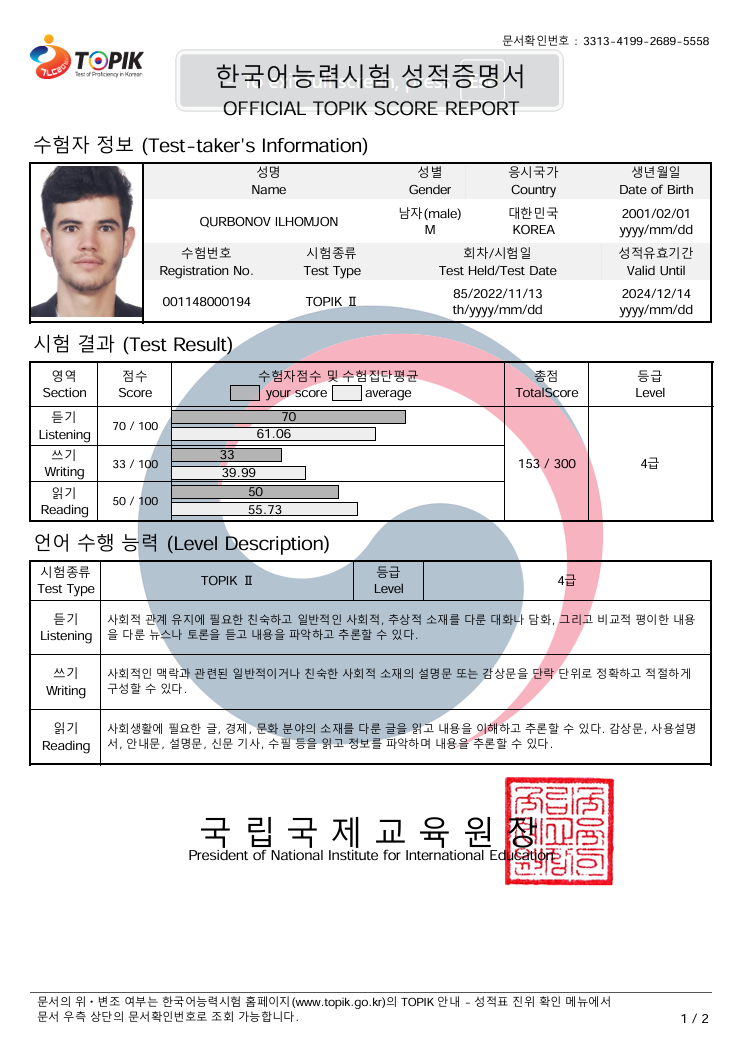 문서확인번호 : 3313-4199-2689-5558
TOPIK
Test of Proficiency in Korean
한국어능력시험 성적증명서
OFFICIAL TOPIK SCORE REPORT
수험자 정보 (Test-taker's Information)
성명 성별 응시국가 생년월일
Name Gender Country Date of Birth
QURBONOV ILHOMJON 남자(male) 대한민국 2001/02/01
M KOREA yyyy/mm/dd
수험번호 시험종류 회차/시험일 성적유효기간
Registration No. Test Type Test Held/Test Date Valid Until
001148000194 TOPIK Ⅱ 85/2022/11/13 2024/12/14
th/yyyy/mm/dd yyyy/mm/dd
시험 결과 (Test Result)
영역 점수 수험자점수 및 수험집단평균 총점 등급
Section Score your score average TotalScore Level
듣기 70 / 100 70
Listening 61.06
쓰기 33 / 100 33 153 / 300 4급
Writing 39.99
읽기 50 / 100 50
Reading 55.73
언어 수행 능력 (Level Description)
시험종류 TOPIK Ⅱ 등급 4급
Test Type Level
듣기 사회적 관계 유지에 필요한 친숙하고 일반적인 사회적, 추상적 소재를 다룬 대화나 담화, 그리고 비교적 평이한 내용
Listening 을 다룬 뉴스나 토론을 듣고 내용을 파악하고 추론할 수 있다.
쓰기 사회적인 맥락과 관련된 일반적이거나 친숙한 사회적 소재의 설명문 또는 감상문을 단락 단위로 정확하고 적절하게
Writing 구성할 수 있다.
읽기 사회생활에 필요한 글, 경제, 문화 분야의 소재를 다룬 글을 읽고 내용을 이해하고 추론할 수 있다. 감상문, 사용설명
Reading 서, 안내문, 설명문, 신문 기사, 수필 등을 읽고 정보를 파악하며 내용을 추론할 수 있다.
국립국제교육원장
President of National Institute for International Education
문서의 위・변조 여부는 한국어능력시험 홈페이지(www.topik.go.kr)의 TOPIK 안내 - 성적표 진위 확인 메뉴에서
문서 우측 상단의 문서확인번호로 조회 가능합니다.
1 / 2